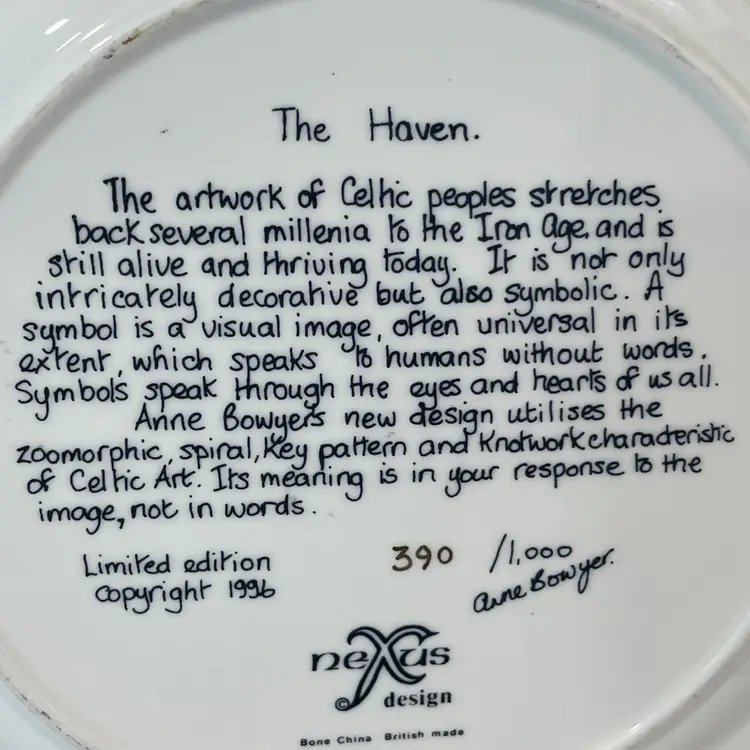 The Haven.
The artwork of Celtic peoples stretches
back several millenia to the Iron Age, and is
still alive and thriving today. It is not only
intricately decorative but also symbolic. A
symbol is a visual image, often universal in its
extent, which speaks to humans without words.
Symbols speak through the eyes and hearts of us all.
Anne Bowyer's new design utilises the
zoomorphic, spiral, Key pattern and Knotwork characteristic
of Celtic Art. Its meaning is in your response to the
image, not in words.
Limited edition 390 /1,000
Copyright 1996 Anne Bowyer.
neXus
© design
Bone China British made